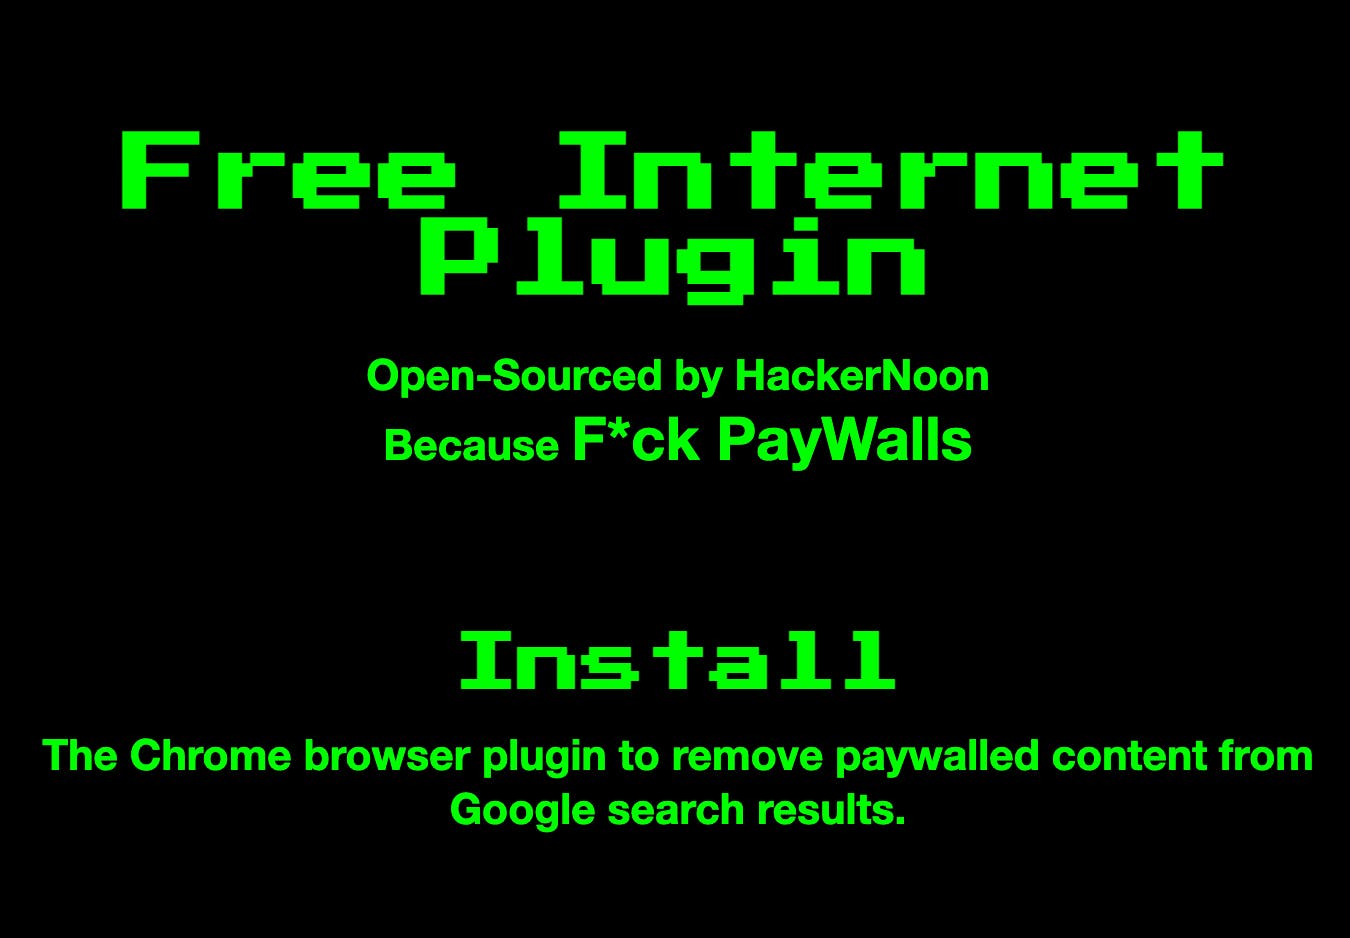 Free Internet
Plugin
Open-Sourced by HackerNoon
Because F*ck PayWalls
Install
The Chrome browser plugin to remove paywalled content from
Google search results.